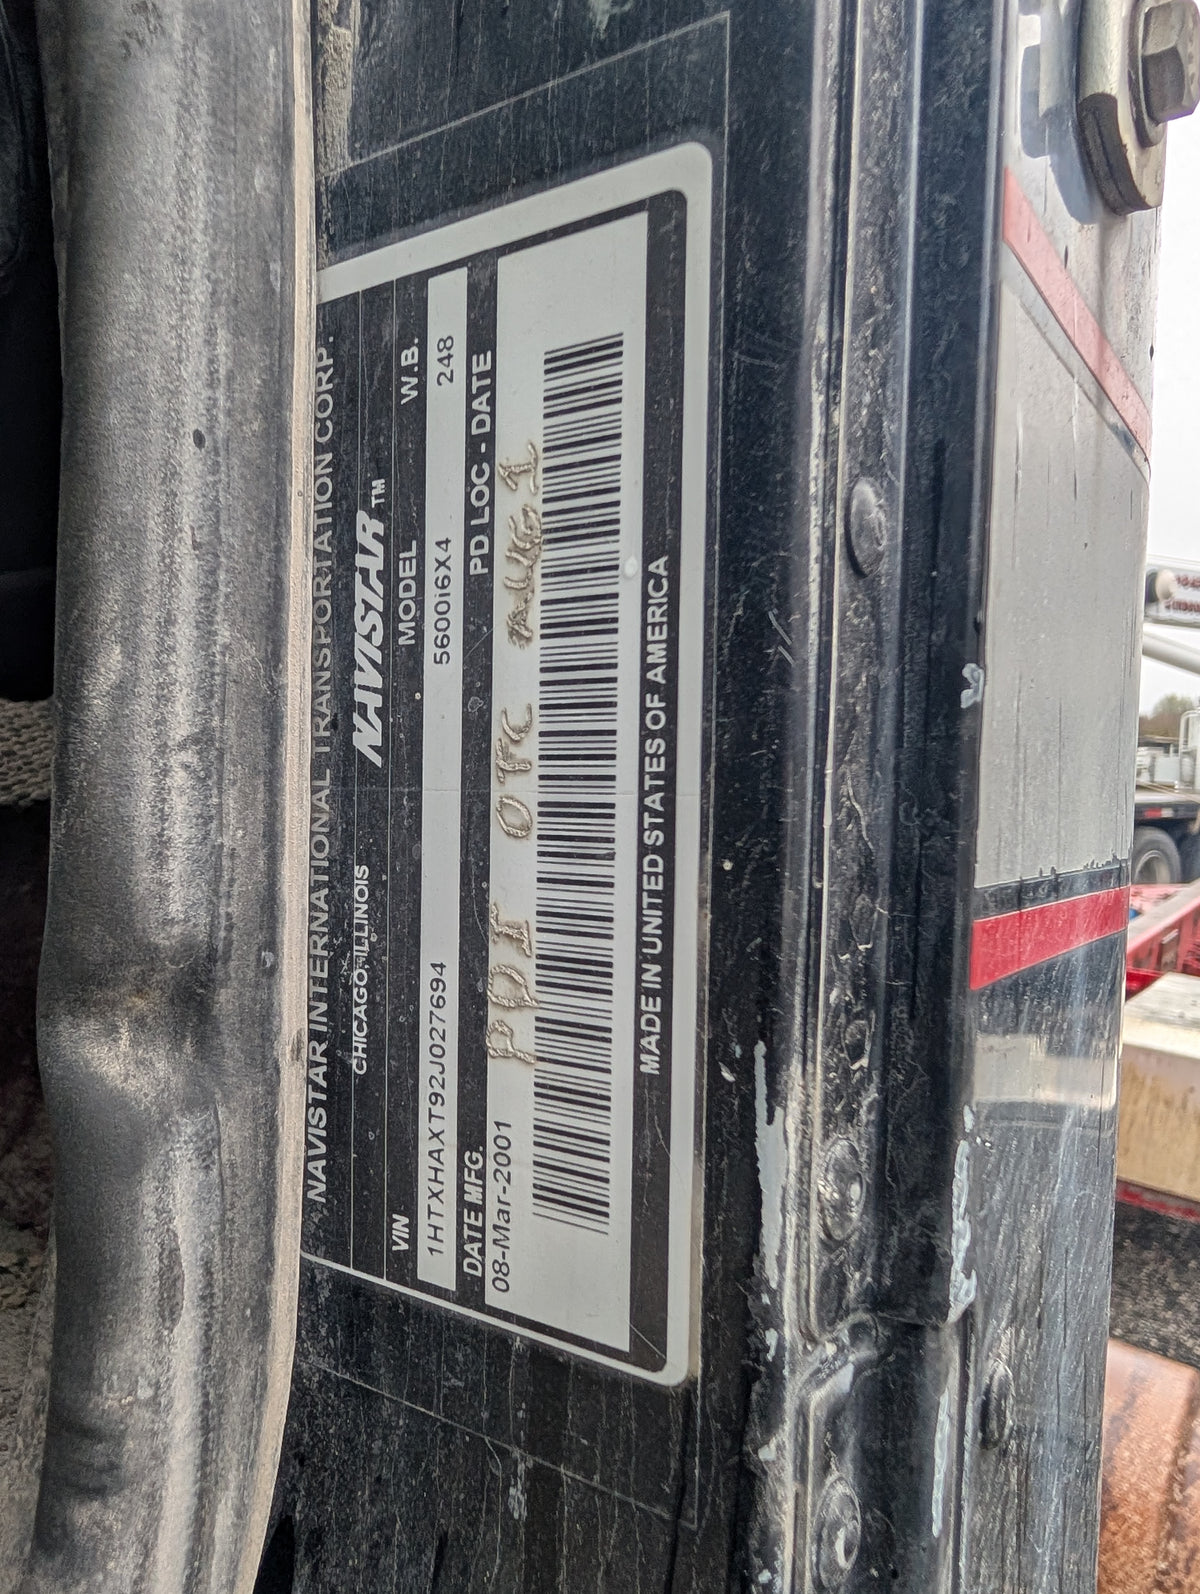 NAVISTAR INTERNATIONAL TRANSPORTATION CORP.
CHICAGO, ILLINOIS NAVISTAR™
VIN MODEL W.B.
1HTXHAXT92J027694 5600i6X4 248
DATE MFG. PD LOC - DATE
08-Mar-2001 PDI OTC AUG 1
MADE IN UNITED STATES OF AMERICA